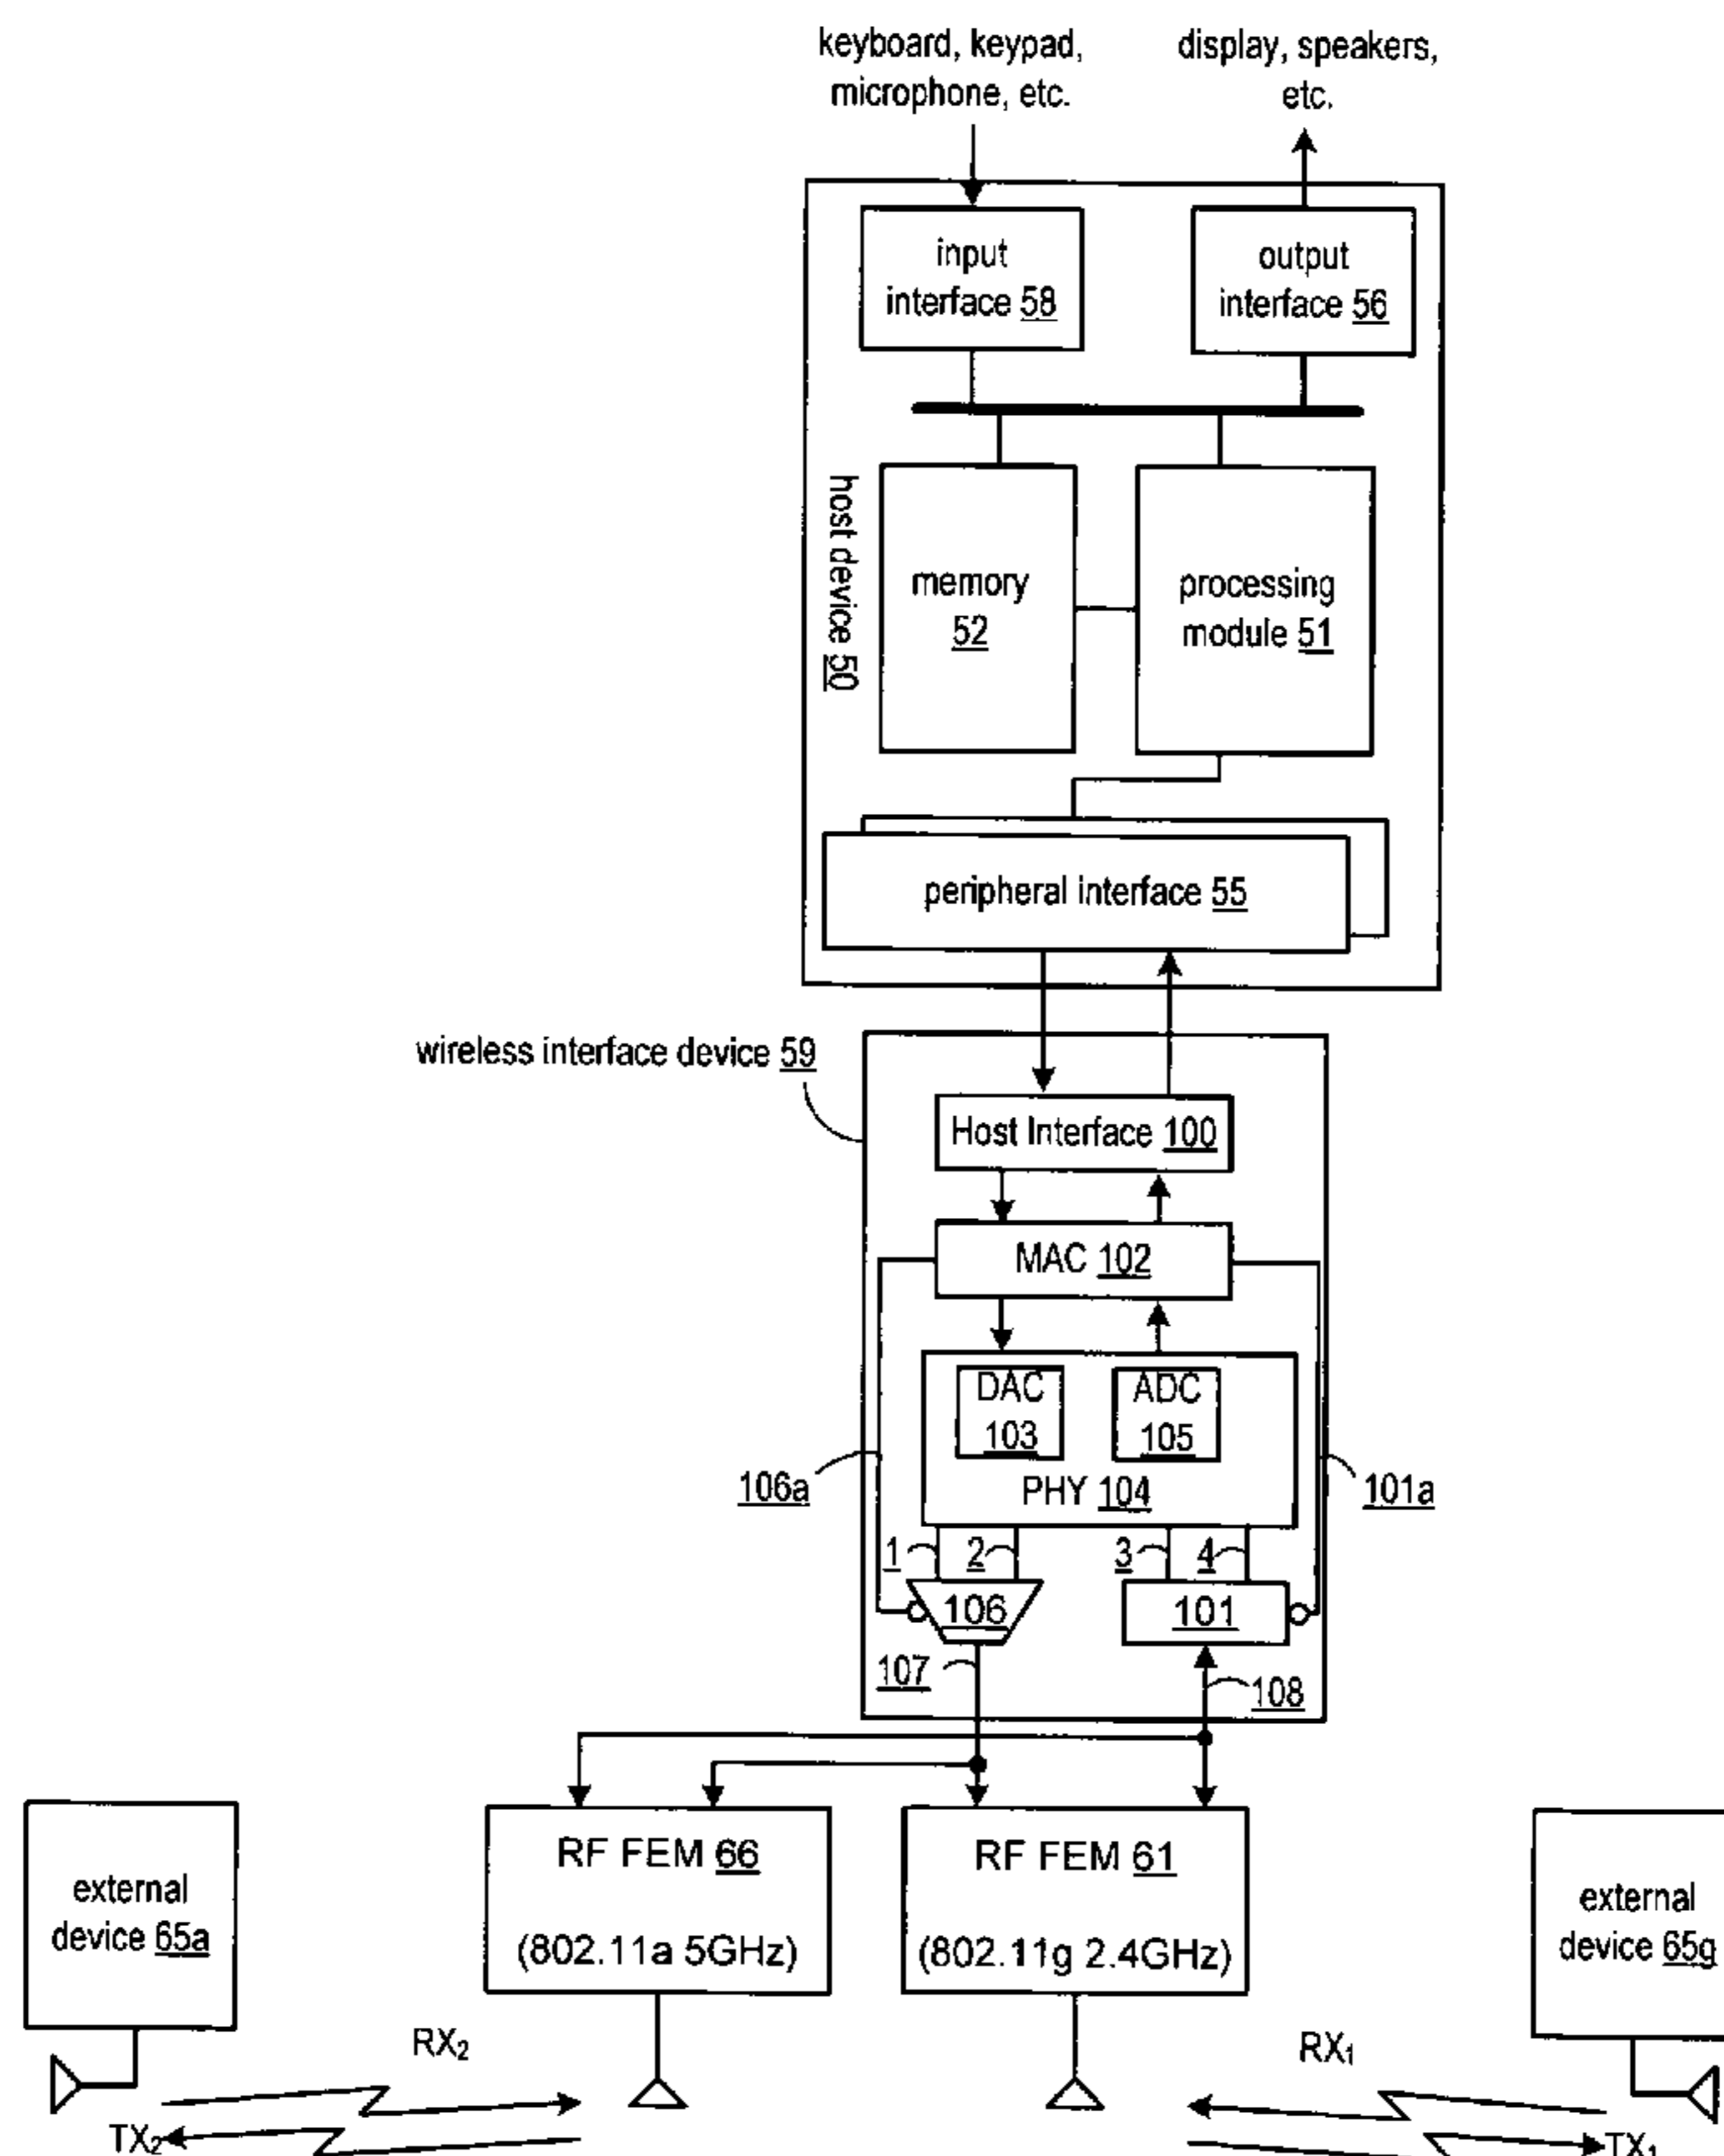 keyboard, keypad,
microphone, etc.
display, speakers,
etc.
input
interface 58
output
interface 56
host device 50
memory
52
processing
module 51
peripheral interface 55
wireless interface device 59
Host Interface 100
MAC 102
DAC
103
ADC
105
PHY 104
106a
101a
1
2
3
4
106
101
107
108
RF FEM 66
(802.11a 5GHz)
RF FEM 61
(802.11g 2.4GHz)
external
device 65a
external
device 65g
RX₂
RX₁
TX₂
TX₁